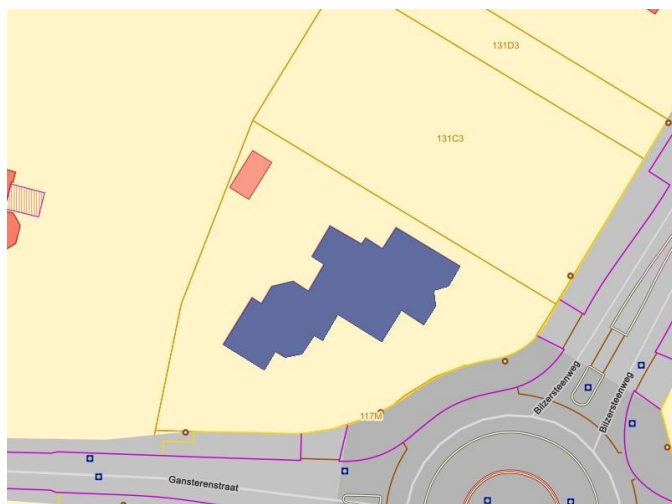 131D3
131C3
117M
Bilzersteenweg
Bilzersteenweg
Gansterenstraat